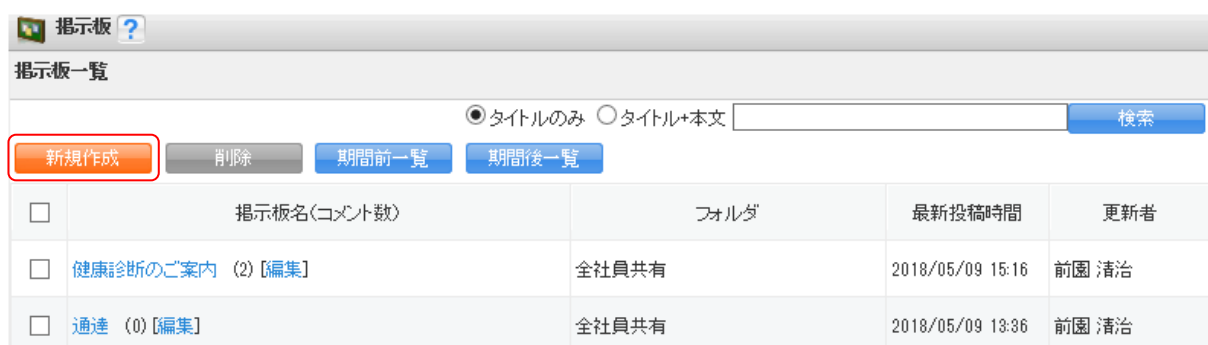 掲示板 ?
掲示板一覧
タイトルのみ タイトル+本文 検索
新規作成 削除 期間前一覧 期間後一覧
掲示板名(コメント数) フォルダ 最新投稿時間 更新者
健康診断のご案内 (2) [編集] 全社員共有 2018/05/09 15:16 前園 清治
通達 (0) [編集] 全社員共有 2018/05/09 13:36 前園 清治